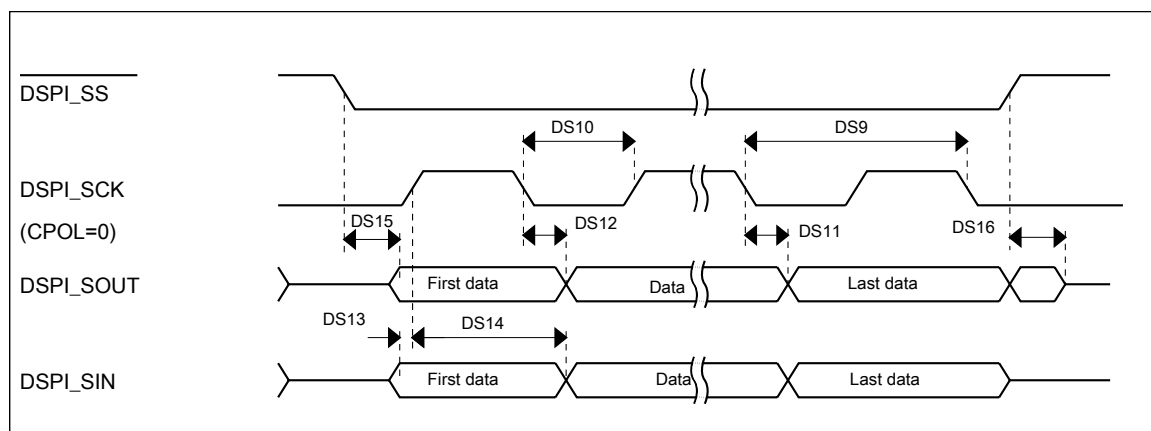 DSPI_SS
DS10
DS9
DSPI_SCK
(CPOL=0)
DS15
DS12
DS11
DS16
DSPI_SOUT
First data
Data
Last data
DS13
DS14
DSPI_SIN
First data
Data
Last data